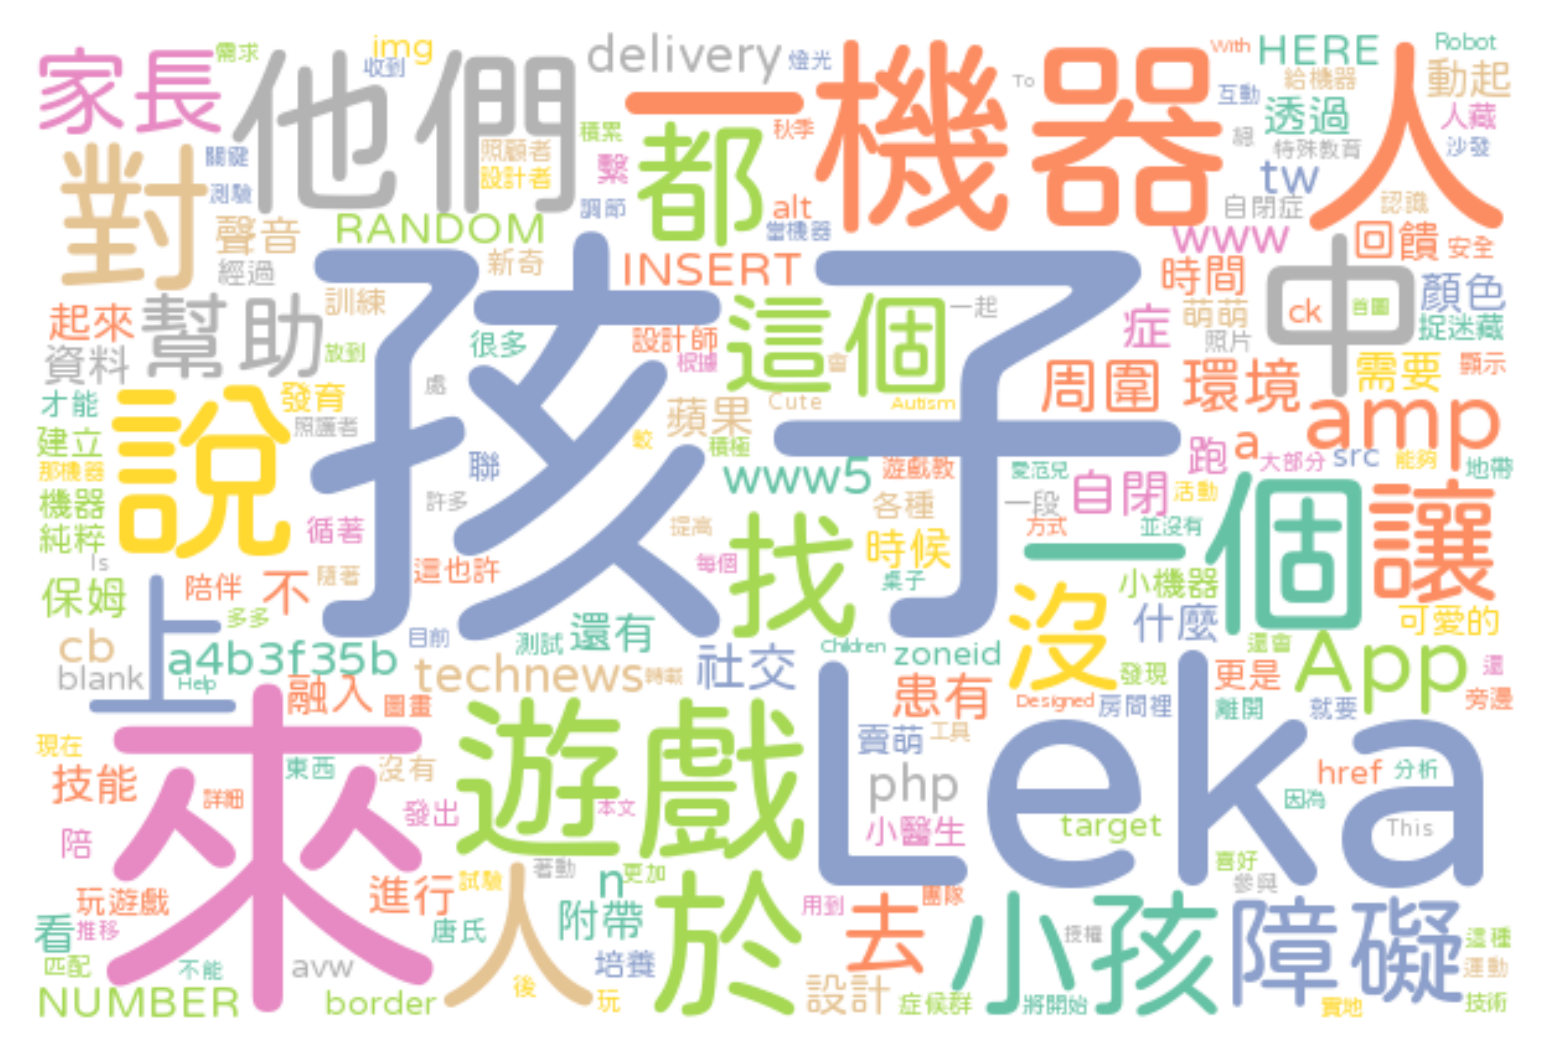 家長
需求
img
收到
他們
delivery
燈光
一機器人
With
HERE
Robot
給機器
動起
To
互動
透過
人藏
對
關鍵
測驗
積累
照顧者
設計者
繫
都
秋季
總
特殊教育
沙發
tw
調節
alt
當機器
自閉症
認識
聲音
RANDOM
新奇
INSERT
www
回饋
安全
經過
孩子
時間
中
ck
首圖
顏色
起來
幫助
訓練
很多
設計師
這個
一起
症
萌萌
捉迷藏
資料
放到
根據
會
照片
周圍
環境
需要
顯示
處
才能
說
發育
照護者
蘋果
Cute
Autism
amp
建立
較
積極
跑
a
大部分
src
能夠
地帶
那機器
聯
www5
遊戲教
愛范兒
機器
許多
各種
一段
自閉
活動
一個
讓
純粹
循著
提高
找
時候
方式
並沒有
Is
這也許
每個
桌子
小機器
保姆
上
陪伴
不
隨著
沒
可愛的
多多
目前
測試
還有
什麼
還會
cb
a4b3f35b
Children
zoneid
App
還
blank
Help
融入
圖畫
technews
轉載
社交
患有
發現
更是
旁邊
Designed
房間裡
離開
就要
現在
來
東西
沒有
遊戲
賣萌
工具
Leka
技能
詳細
發出
本文
php
href
分析
因為
陪
小醫生
target
This
喜好
玩遊戲
進行
試驗
人
著動
n
更加
參與
看
推移
唐氏
附帶
於
用到
去
團隊
小孩
授權
障礙
這種
匹配
不能
avw
培養
運動
NUMBER
border
後
玩
設計
症候群
將開始
實地
技術